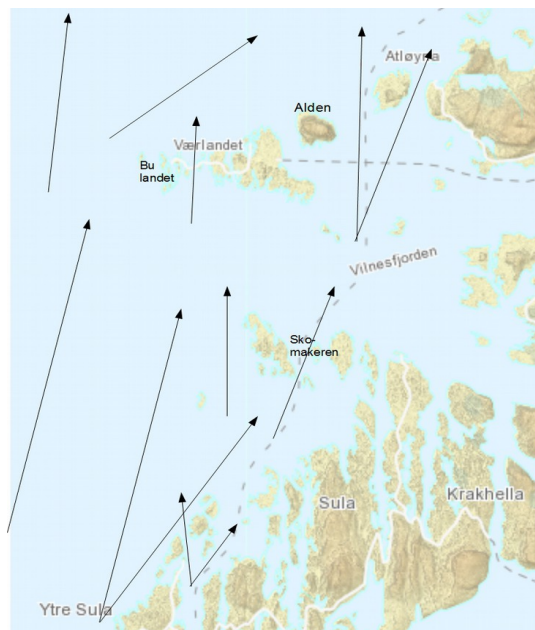 Atløyna
Alden
Værlandet
Bu
landet
Vilnesfjorden
Sko-
makeren
Sula
Krakhella
Ytre Sula